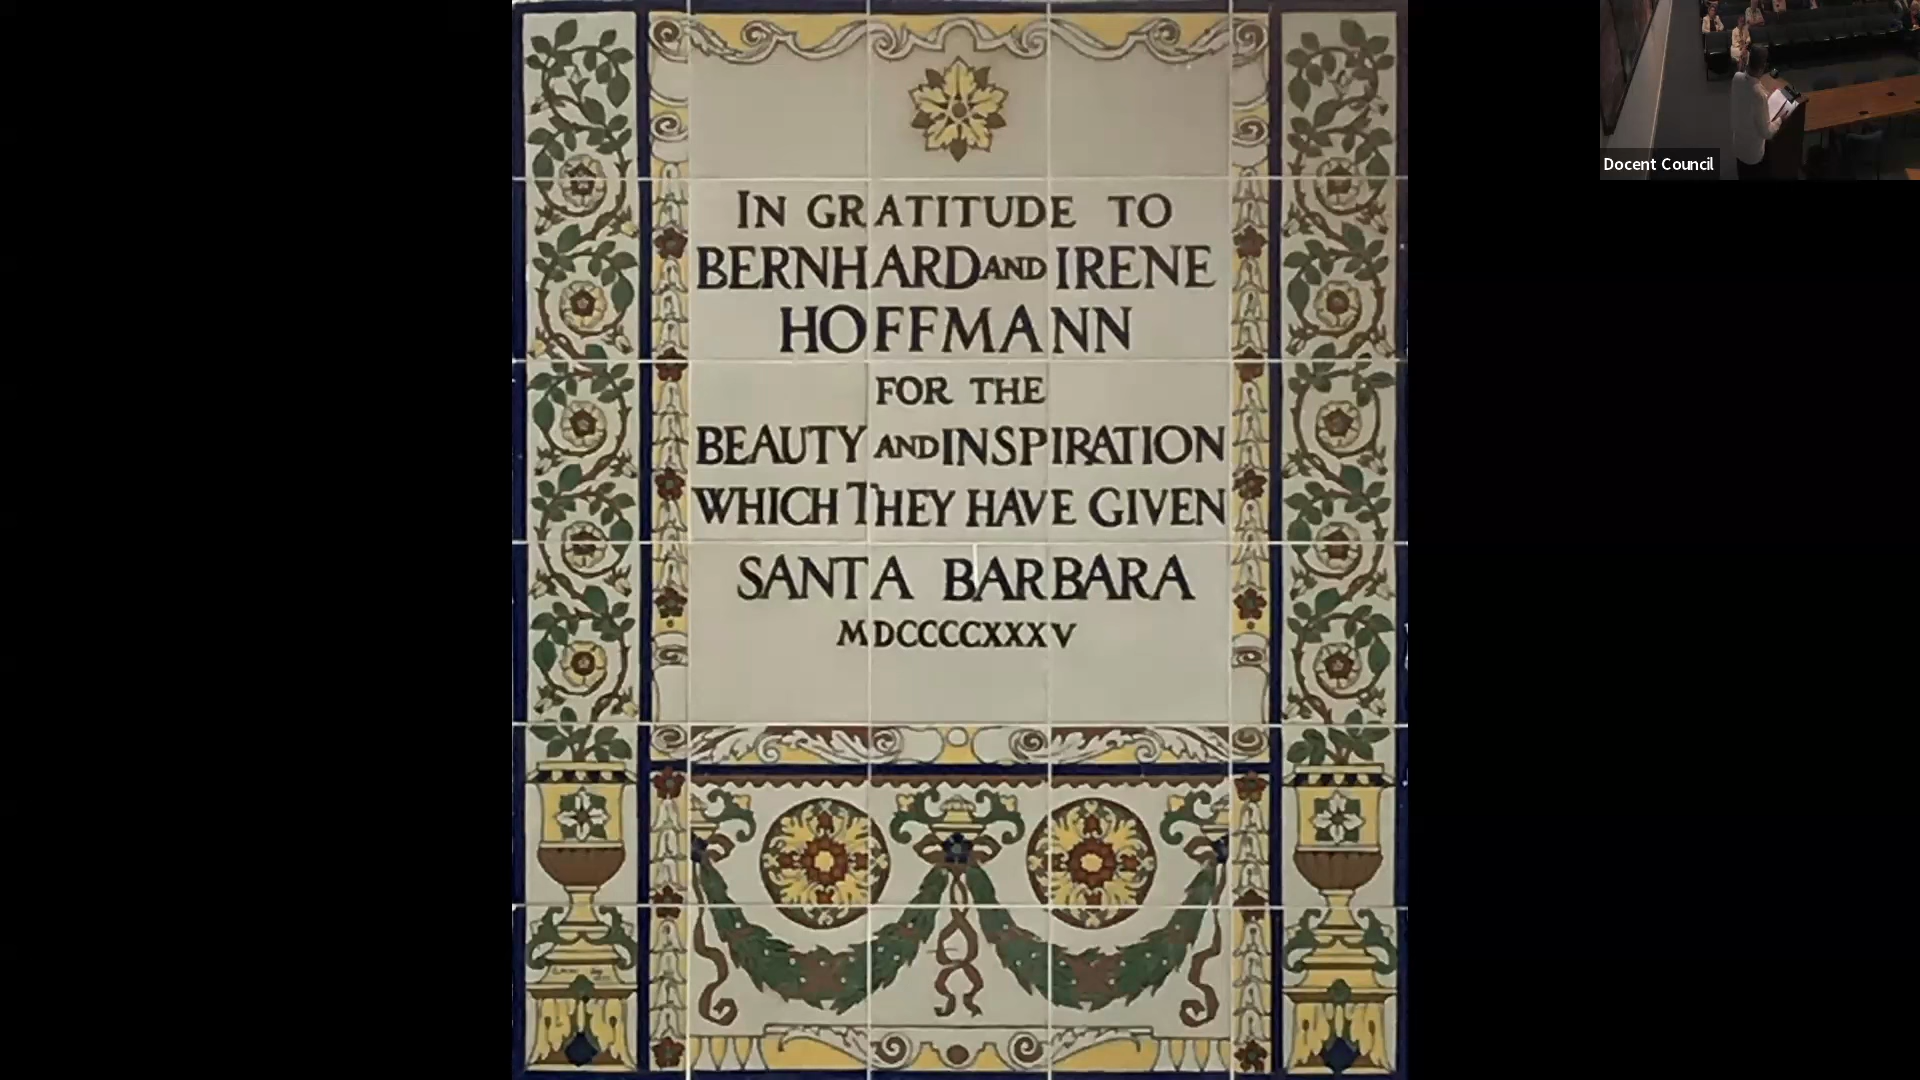 IN GRATITUDE TO
BERNHARD AND IRENE
HOFFMANN
FOR THE
BEAUTY AND INSPIRATION
WHICH THEY HAVE GIVEN
SANTA BARBARA
MDCCCCXXXV
Docent Council